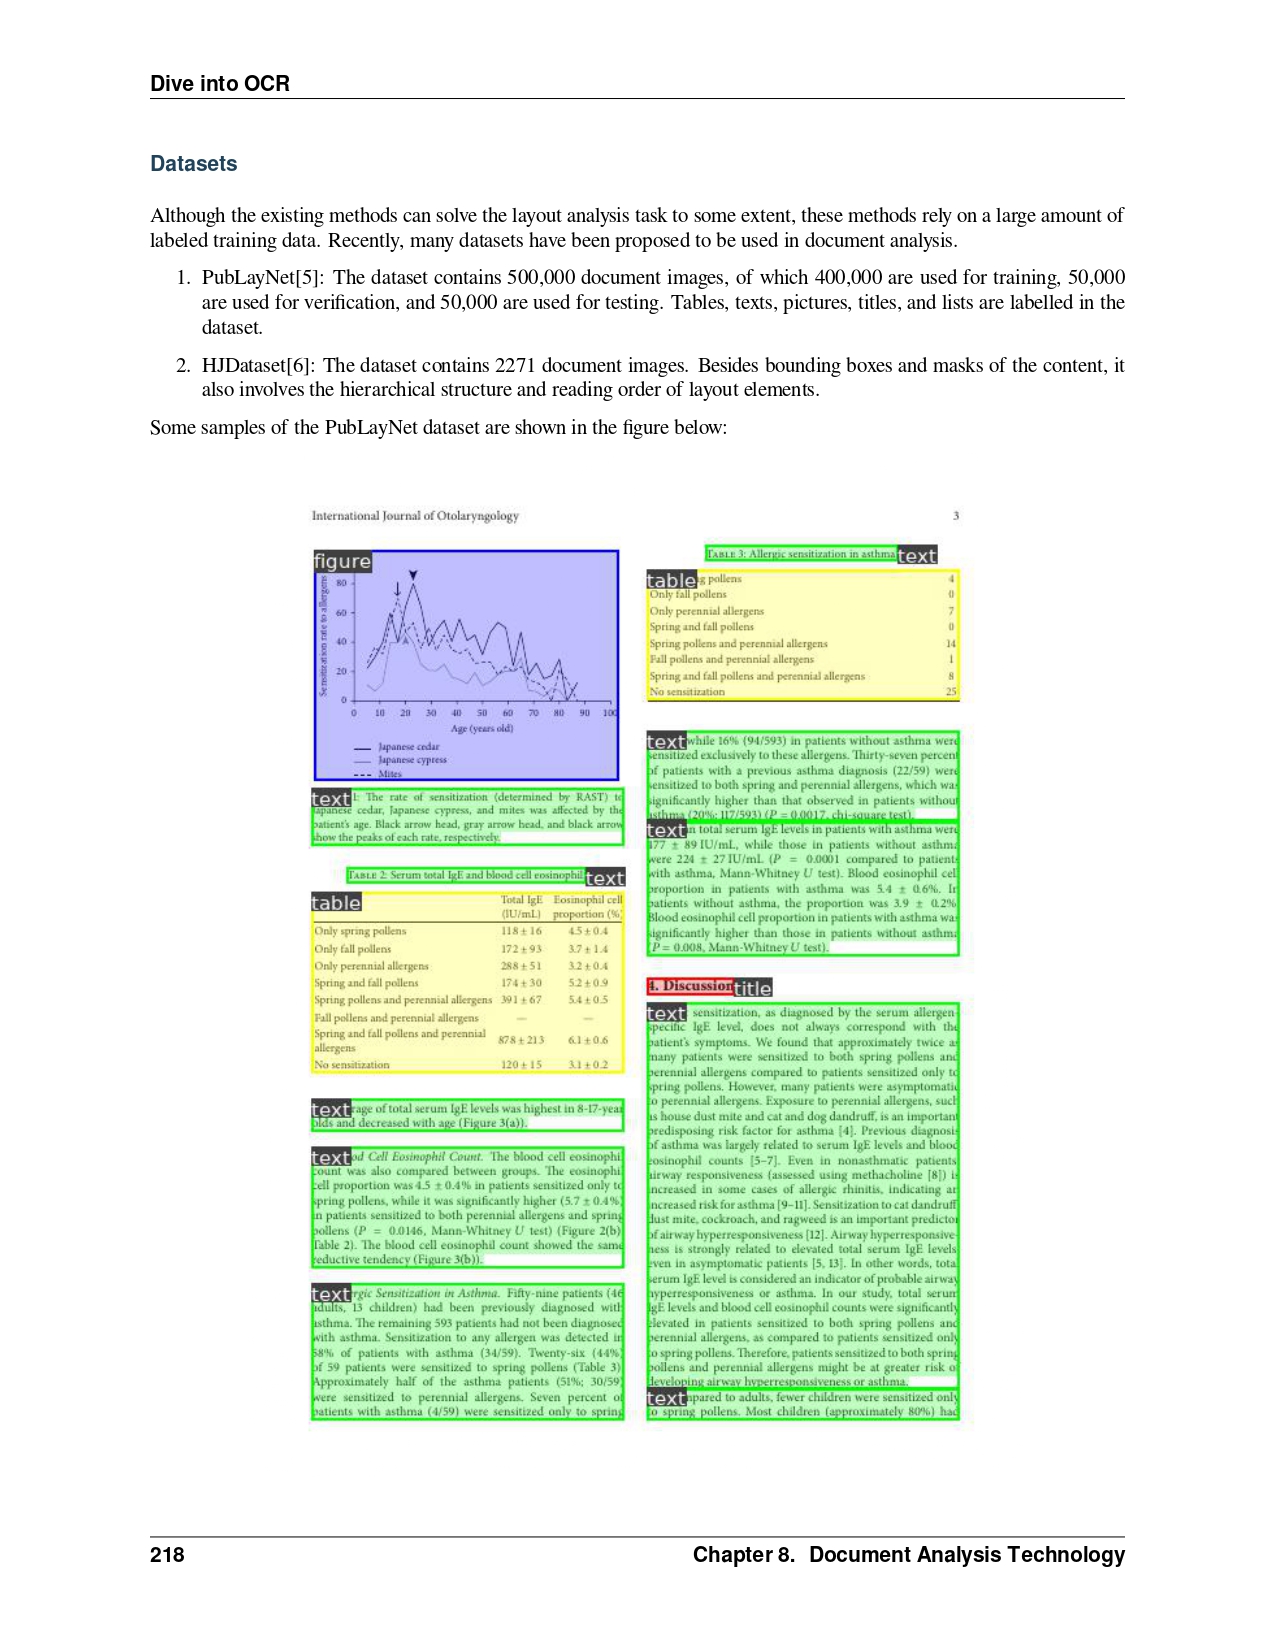 Dive into OCR
Datasets
Although the existing methods can solve the layout analysis task to some extent, these methods rely on a large amount of
labeled training data. Recently, many datasets have been proposed to be used in document analysis.
1. PubLayNet[5]: The dataset contains 500,000 document images, of which 400,000 are used for training, 50,000
are used for verification, and 50,000 are used for testing. Tables, texts, pictures, titles, and lists are labelled in the
dataset.
2. HJDataset[6]: The dataset contains 2271 document images. Besides bounding boxes and masks of the content, it
also involves the hierarchical structure and reading order of layout elements.
Some samples of the PubLayNet dataset are shown in the figure below:
International Journal of Otolaryngology 3
figure
Sensitization rate to allergens
80
60
40
20
0
0 10 20 30 40 50 60 70 80 90 100
Age (years old)
Japanese cedar
Japanese cypress
Mites
text 1: The rate of sensitization (determined by RAST) to
Japanese cedar, Japanese cypress, and mites was affected by the
patient's age. Black arrow head, gray arrow head, and black arrow
show the peaks of each rate, respectively.
TABLE 2: Serum total IgE and blood cell eosinophil text
table Total IgE Eosinophil cell
(IU/mL) proportion (%)
Only spring pollens 118 ± 16 4.5 ± 0.4
Only fall pollens 172 ± 93 3.7 ± 1.4
Only perennial allergens 288 ± 51 3.2 ± 0.4
Spring and fall pollens 174 ± 30 5.2 ± 0.9
Spring pollens and perennial allergens 391 ± 67 5.4 ± 0.5
Fall pollens and perennial allergens — —
Spring and fall pollens and perennial
allergens 878 ± 213 6.1 ± 0.6
No sensitization 120 ± 15 3.1 ± 0.2
text rage of total serum IgE levels was highest in 8-17-year
olds and decreased with age (Figure 3(a)).
text od Cell Eosinophil Count. The blood cell eosinophil
count was also compared between groups. The eosinophil
cell proportion was 4.5 ± 0.4% in patients sensitized only to
spring pollens, while it was significantly higher (5.7 ± 0.4%)
in patients sensitized to both perennial allergens and spring
pollens (P = 0.0146, Mann-Whitney U test) (Figure 2(b)
Table 2). The blood cell eosinophil count showed the same
reductive tendency (Figure 3(b)).
text rgic Sensitization in Asthma. Fifty-nine patients (46
adults, 13 children) had been previously diagnosed with
asthma. The remaining 593 patients had not been diagnosed
with asthma. Sensitization to any allergen was detected in
58% of patients with asthma (34/59). Twenty-six (44%)
of 59 patients were sensitized to spring pollens (Table 3)
Approximately half of the asthma patients (51%; 30/59)
were sensitized to perennial allergens. Seven percent of
patients with asthma (4/59) were sensitized only to spring
TABLE 3: Allergic sensitization in asthma text
table g pollens 4
Only fall pollens 0
Only perennial allergens 7
Spring and fall pollens 0
Spring pollens and perennial allergens 14
Fall pollens and perennial allergens 1
Spring and fall pollens and perennial allergens 8
No sensitization 25
text while 16% (94/593) in patients without asthma were
sensitized exclusively to these allergens. Thirty-seven percent
of patients with a previous asthma diagnosis (22/59) were
sensitized to both spring and perennial allergens, which was
significantly higher than that observed in patients without
asthma (20%: 117/593) (P = 0.0017, chi-square test).
text n total serum IgE levels in patients with asthma were
377 ± 89 IU/mL, while those in patients without asthma
were 224 ± 27 IU/mL (P = 0.0001 compared to patients
with asthma, Mann-Whitney U test). Blood eosinophil cell
proportion in patients with asthma was 5.4 ± 0.6%. In
patients without asthma, the proportion was 3.9 ± 0.2%
Blood eosinophil cell proportion in patients with asthma was
significantly higher than those in patients without asthma
(P = 0.008, Mann-Whitney U test).
4. Discussion title
text sensitization, as diagnosed by the serum allergen-
specific IgE level, does not always correspond with the
patient's symptoms. We found that approximately twice as
many patients were sensitized to both spring pollens and
perennial allergens compared to patients sensitized only to
spring pollens. However, many patients were asymptomatic
to perennial allergens. Exposure to perennial allergens, such
as house dust mite and cat and dog dandruff, is an important
predisposing risk factor for asthma [4]. Previous diagnosis
of asthma was largely related to serum IgE levels and blood
eosinophil counts [5–7]. Even in nonasthmatic patients
airway responsiveness (assessed using methacholine [8]) is
increased in some cases of allergic rhinitis, indicating an
increased risk for asthma [9–11]. Sensitization to cat dandruff
dust mite, cockroach, and ragweed is an important predictor
of airway hyperresponsiveness [12]. Airway hyperresponsive-
ness is strongly related to elevated total serum IgE levels
even in asymptomatic patients [5, 13]. In other words, total
serum IgE level is considered an indicator of probable airway
hyperresponsiveness or asthma. In our study, total serum
IgE levels and blood cell eosinophil counts were significantly
elevated in patients sensitized to both spring pollens and
perennial allergens, as compared to patients sensitized only
to spring pollens. Therefore, patients sensitized to both spring
pollens and perennial allergens might be at greater risk of
developing airway hyperresponsiveness or asthma.
text npared to adults, fewer children were sensitized only
to spring pollens. Most children (approximately 80%) had
218 Chapter 8. Document Analysis Technology